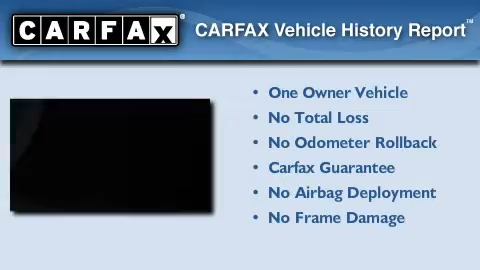 CARFAX® CARFAX Vehicle History Report™
• One Owner Vehicle
• No Total Loss
• No Odometer Rollback
• Carfax Guarantee
• No Airbag Deployment
• No Frame Damage